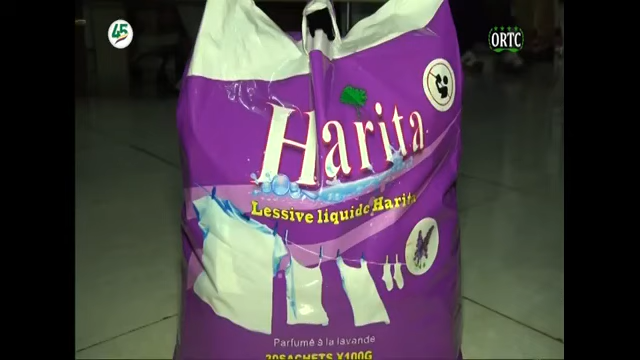 45
ORTC
Harita
Lessive liquide Harita
Parfumé à la lavande
20SACHETS X100G